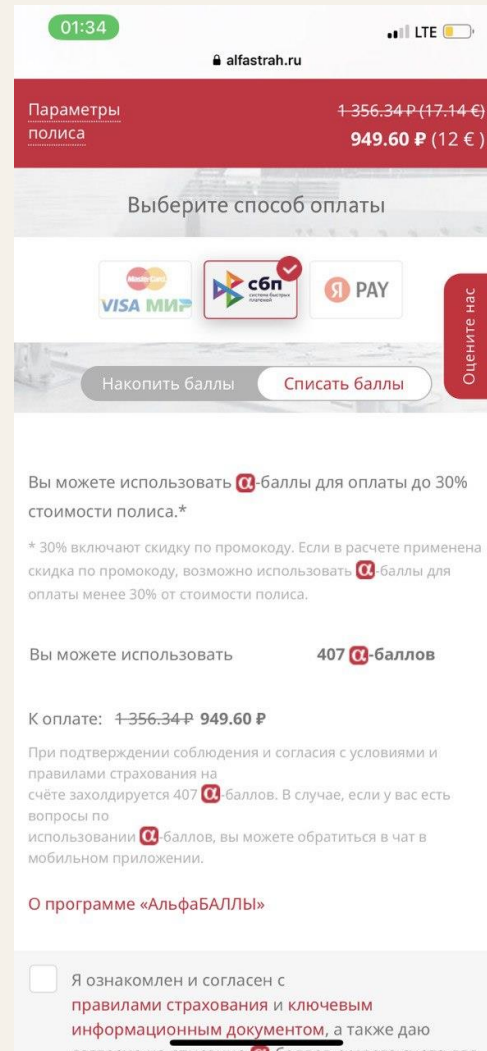 01:34
LTE
alfastrah.ru
Параметры
полиса
1 356.34 ₽ (17.14 €)
949.60 ₽ (12 € )
Выберите способ оплаты
MasterCard
VISA МИР
сбп
система быстрых
платежей
Я PAY
Оцените нас
Накопить баллы
Списать баллы
Вы можете использовать α-баллы для оплаты до 30%
стоимости полиса.*
* 30% включают скидку по промокоду. Если в расчете применена
скидка по промокоду, возможно использовать α-баллы для
оплаты менее 30% от стоимости полиса.
Вы можете использовать 407 α-баллов
К оплате: 1 356.34 ₽ 949.60 ₽
При подтверждении соблюдения и согласия с условиями и
правилами страхования на
счёте захолдируется 407 α-баллов. В случае, если у вас есть
вопросы по
использовании α-баллов, вы можете обратиться в чат в
мобильном приложении.
О программе «АльфаБАЛЛЫ»
Я ознакомлен и согласен с
правилами страхования и ключевым
информационным документом, а также даю